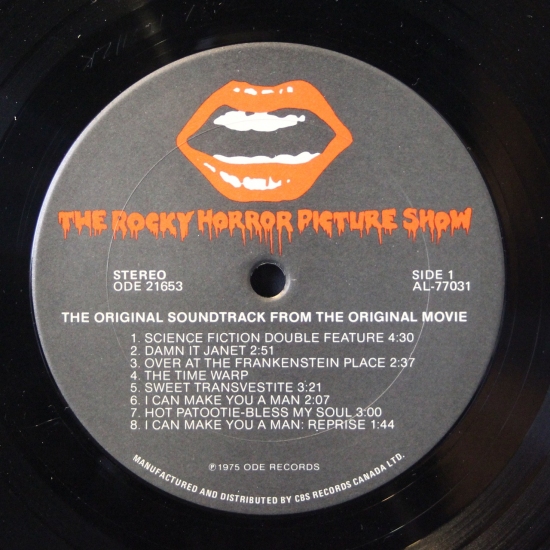 THE ROCKY HORROR PICTURE SHOW
STEREO
ODE 21653
SIDE 1
AL-77031
THE ORIGINAL SOUNDTRACK FROM THE ORIGINAL MOVIE
1. SCIENCE FICTION DOUBLE FEATURE 4:30
2. DAMN IT JANET 2:51
3. OVER AT THE FRANKENSTEIN PLACE 2:37
4. THE TIME WARP
5. SWEET TRANSVESTITE 3:21
6. I CAN MAKE YOU A MAN 2:07
7. HOT PATOOTIE-BLESS MY SOUL 3:00
8. I CAN MAKE YOU A MAN: REPRISE 1:44
℗ 1975 ODE RECORDS
MANUFACTURED AND DISTRIBUTED BY CBS RECORDS CANADA LTD.